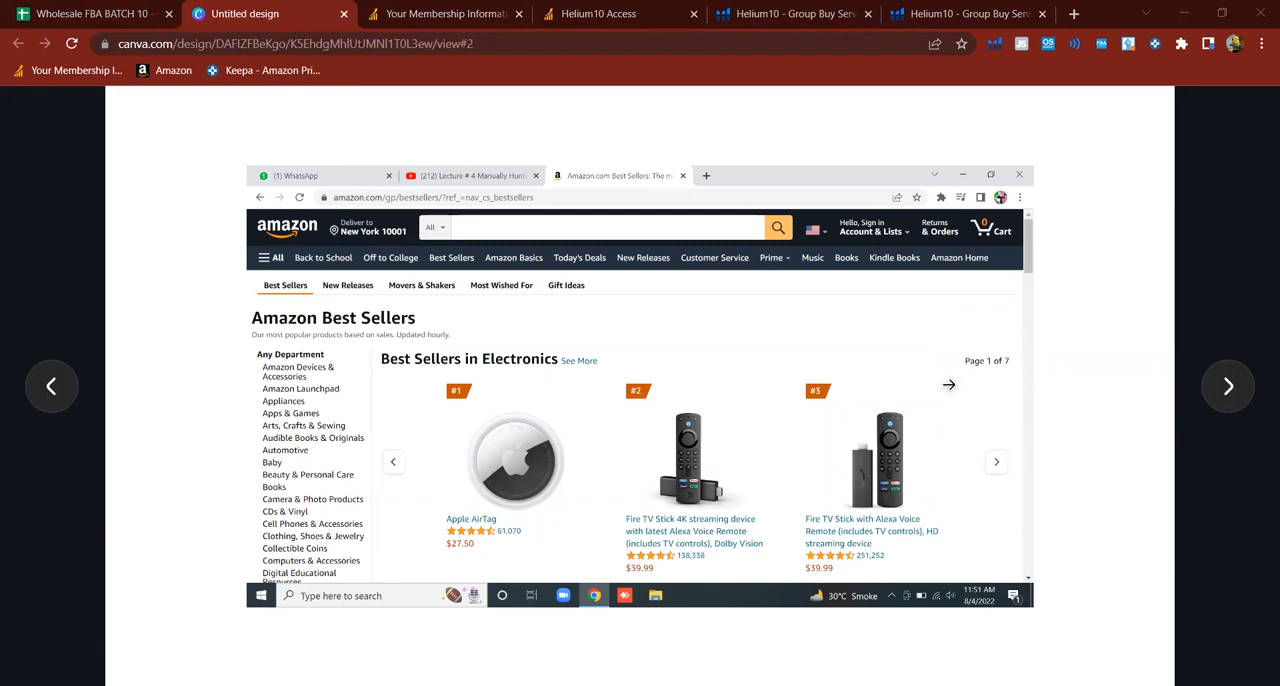 Wholesale FBA BATCH 10 -
Untitled design
Your Membership Informat
Helium10 Access
Helium10 - Group Buy Serv
Helium10 - Group Buy Serv
canva.com/design/DAFIZFBeKgo/K5EhdgMhlUtJMNl1T0L3ew/view#2
Your Membership I...
Amazon
Keepa - Amazon Pri...
(1) WhatsApp
(212) Lecture # 4 Manually Hunt
Amazon.com Best Sellers: The m
amazon.com/gp/bestsellers/?ref_=nav_cs_bestsellers
amazon
Deliver to
New York 10001
All
Hello, Sign in
Account & Lists
Returns
& Orders
0
Cart
All
Back to School
Off to College
Best Sellers
Amazon Basics
Today's Deals
New Releases
Customer Service
Prime
Music
Books
Kindle Books
Amazon Home
Best Sellers
New Releases
Movers & Shakers
Most Wished For
Gift Ideas
Amazon Best Sellers
Our most popular products based on sales. Updated hourly.
Any Department
Amazon Devices &
Accessories
Amazon Launchpad
Appliances
Apps & Games
Arts, Crafts & Sewing
Audible Books & Originals
Automotive
Baby
Beauty & Personal Care
Books
Camera & Photo Products
CDs & Vinyl
Cell Phones & Accessories
Clothing, Shoes & Jewelry
Collectible Coins
Computers & Accessories
Digital Educational
Resources
Best Sellers in Electronics See More
Page 1 of 7
#1
Apple AirTag
61,070
$27.50
#2
Fire TV Stick 4K streaming device
with latest Alexa Voice Remote
(includes TV controls), Dolby Vision
138,338
$39.99
#3
Fire TV Stick with Alexa Voice
Remote (includes TV controls), HD
streaming device
251,252
$39.99
Type here to search
30°C Smoke
11:51 AM
8/4/2022